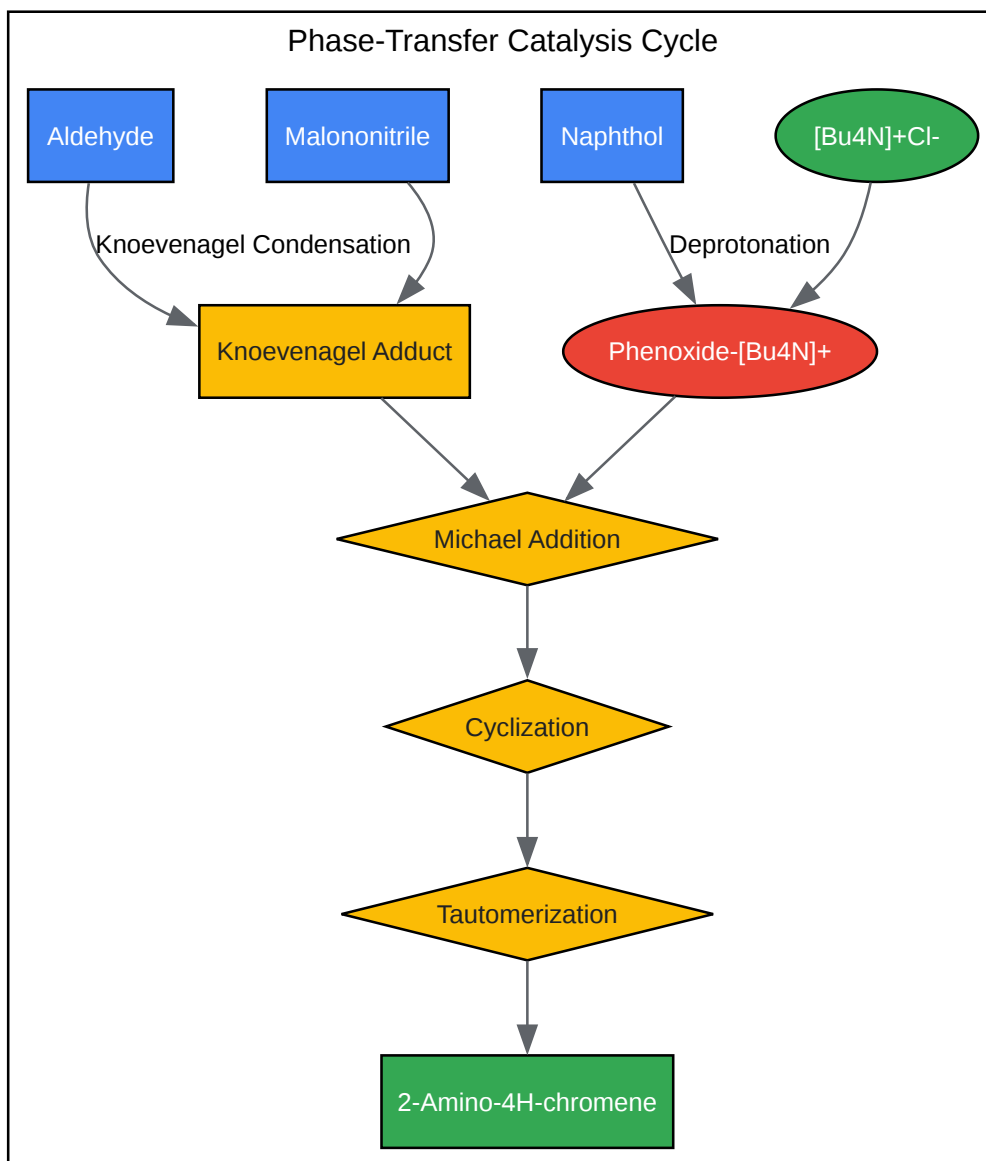 Phase-Transfer Catalysis Cycle
Aldehyde
Malononitrile
Naphthol
[Bu4N]+Cl-
Knoevenagel Condensation
Deprotonation
Knoevenagel Adduct
Phenoxide-[Bu4N]+
Michael Addition
Cyclization
Tautomerization
2-Amino-4H-chromene